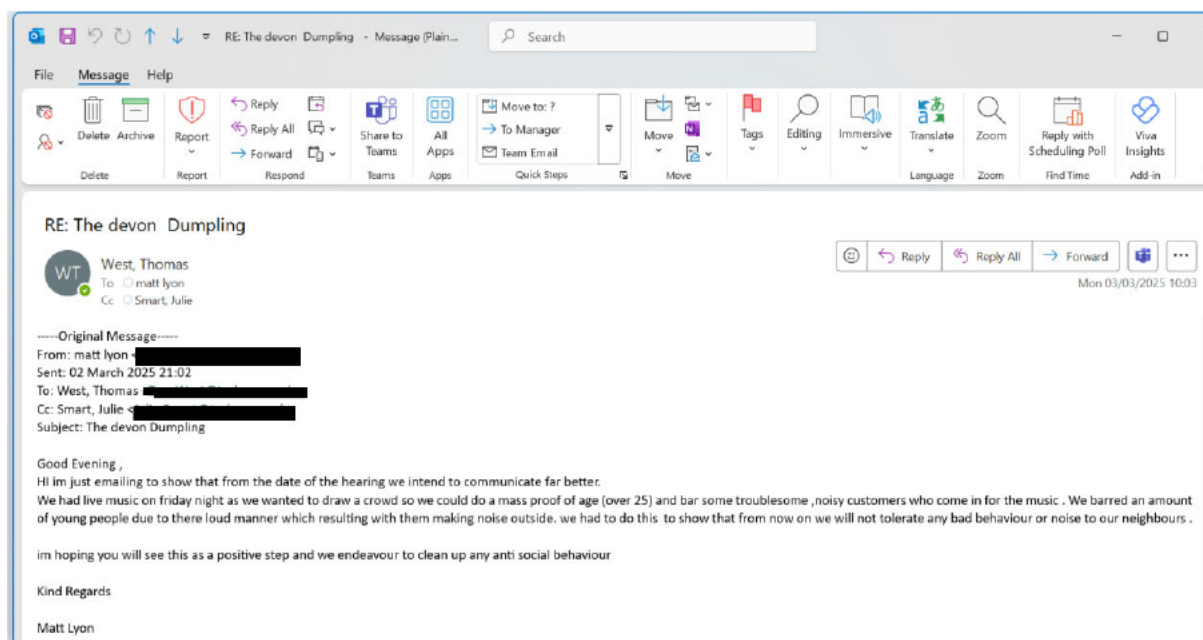 RE: The devon  Dumpling  -  Message (Plain...
Search
File Message Help
Delete Archive
Delete
Report
Report
Reply
Reply All
Forward
Respond
Share to Teams
Teams
All Apps
Apps
Move to: ?
To Manager
Team Email
Quick Steps
Move
Move
Tags
Editing
Immersive
Translate
Language
Zoom
Zoom
Reply with Scheduling Poll
Find Time
Viva Insights
Add-in
RE: The devon  Dumpling
WT
West, Thomas
To matt lyon
Cc Smart, Julie
Reply Reply All Forward
Mon 03/03/2025 10:03
-----Original Message-----
From: matt lyon <
Sent: 02 March 2025 21:02
To: West, Thomas
Cc: Smart, Julie <
Subject: The devon Dumpling
Good Evening ,
HI im just emailing to show that from the date of the hearing we intend to communicate far better.
We had live music on friday night as we wanted to draw a crowd so we could do a mass proof of age (over 25) and bar some troublesome ,noisy customers who come in for the music . We barred an amount
of young people due to there loud manner which resulting with them making noise outside. we had to do this  to show that from now on we will not tolerate any bad behaviour or noise to our neighbours .
im hoping you will see this as a positive step and we endeavour to clean up any anti social behaviour
Kind Regards
Matt Lyon